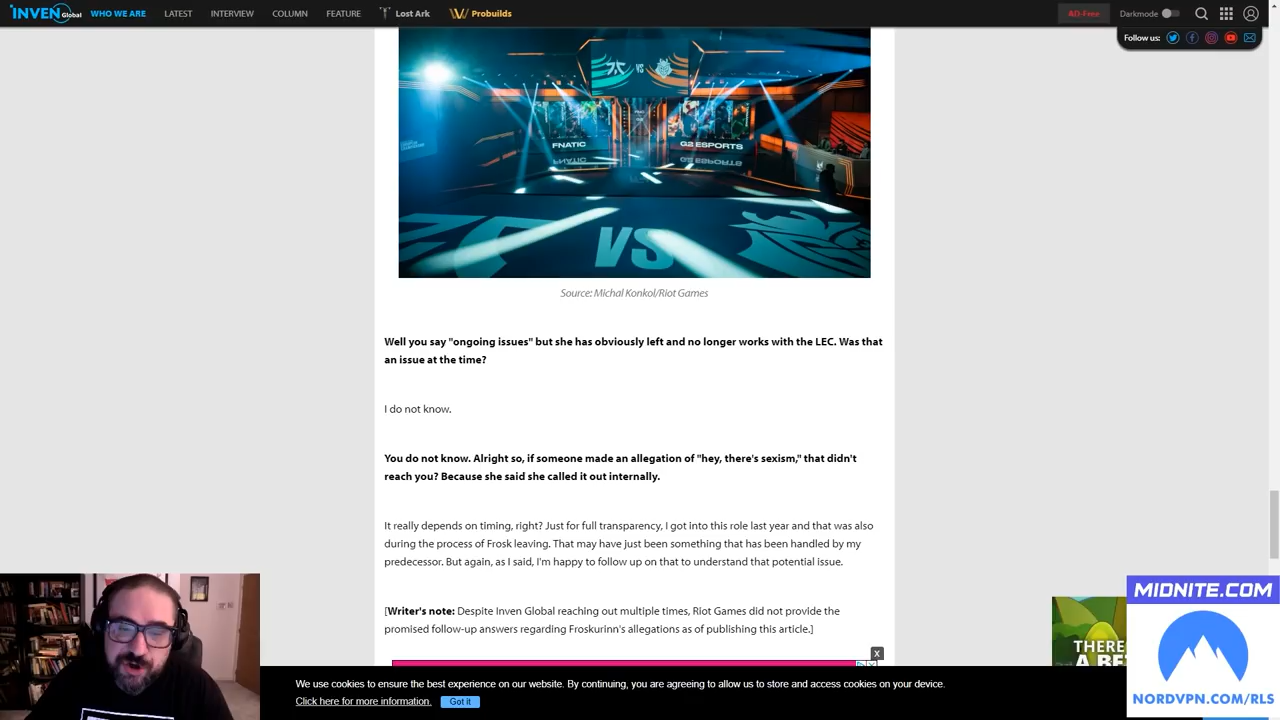 INVEN Global
WHO WE ARE
LATEST
INTERVIEW
COLUMN
FEATURE
Lost Ark
Probuilds
AD-Free
Darkmode
Follow us:
VS
FNATIC
G2 ESPORTS
VS
Source: Michal Konkol/Riot Games
Well you say "ongoing issues" but she has obviously left and no longer works with the LEC. Was that
an issue at the time?
I do not know.
You do not know. Alright so, if someone made an allegation of "hey, there's sexism," that didn't
reach you? Because she said she called it out internally.
It really depends on timing, right? Just for full transparency, I got into this role last year and that was also
during the process of Frosk leaving. That may have just been something that has been handled by my
predecessor. But again, as I said, I'm happy to follow up on that to understand that potential issue.
[Writer's note: Despite Inven Global reaching out multiple times, Riot Games did not provide the
promised follow-up answers regarding Froskurinn's allegations as of publishing this article.]
X
We use cookies to ensure the best experience on our website. By continuing, you are agreeing to allow us to store and access cookies on your device.
Click here for more information.
Got it
THERE
A BE
MIDNITE.COM
NORDVPN.COM/RLS